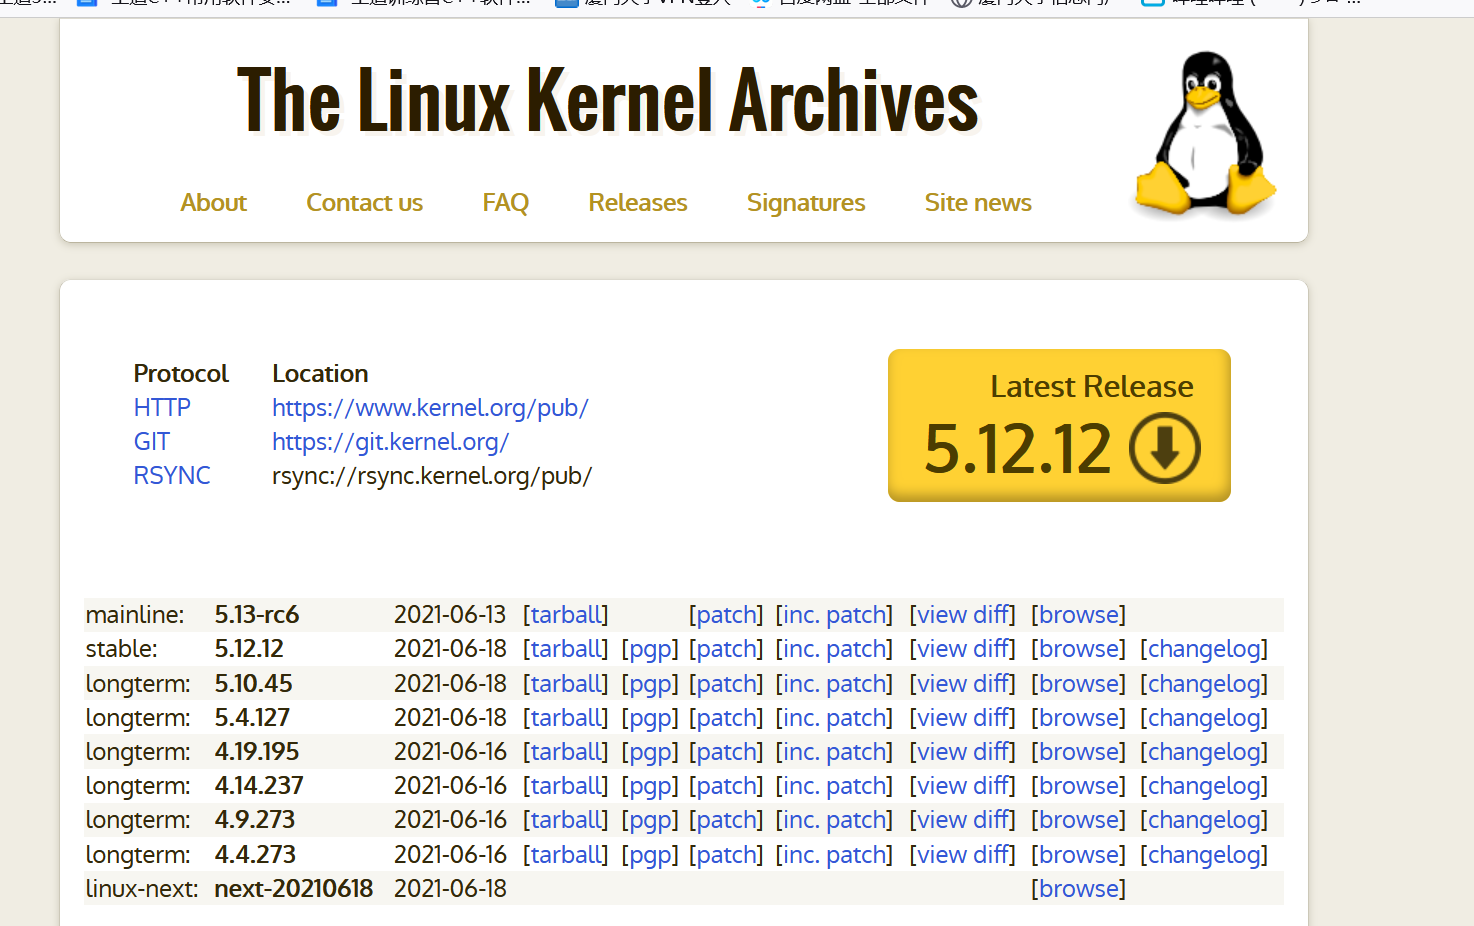 The Linux Kernel Archives
About Contact us FAQ Releases Signatures Site news
Protocol Location
HTTP https://www.kernel.org/pub/
GIT https://git.kernel.org/
RSYNC rsync://rsync.kernel.org/pub/
Latest Release
5.12.12
mainline: 5.13-rc6 2021-06-13 [tarball] [patch] [inc. patch] [view diff] [browse]
stable: 5.12.12 2021-06-18 [tarball] [pgp] [patch] [inc. patch] [view diff] [browse] [changelog]
longterm: 5.10.45 2021-06-18 [tarball] [pgp] [patch] [inc. patch] [view diff] [browse] [changelog]
longterm: 5.4.127 2021-06-18 [tarball] [pgp] [patch] [inc. patch] [view diff] [browse] [changelog]
longterm: 4.19.195 2021-06-16 [tarball] [pgp] [patch] [inc. patch] [view diff] [browse] [changelog]
longterm: 4.14.237 2021-06-16 [tarball] [pgp] [patch] [inc. patch] [view diff] [browse] [changelog]
longterm: 4.9.273 2021-06-16 [tarball] [pgp] [patch] [inc. patch] [view diff] [browse] [changelog]
longterm: 4.4.273 2021-06-16 [tarball] [pgp] [patch] [inc. patch] [view diff] [browse] [changelog]
linux-next: next-20210618 2021-06-18 [browse]